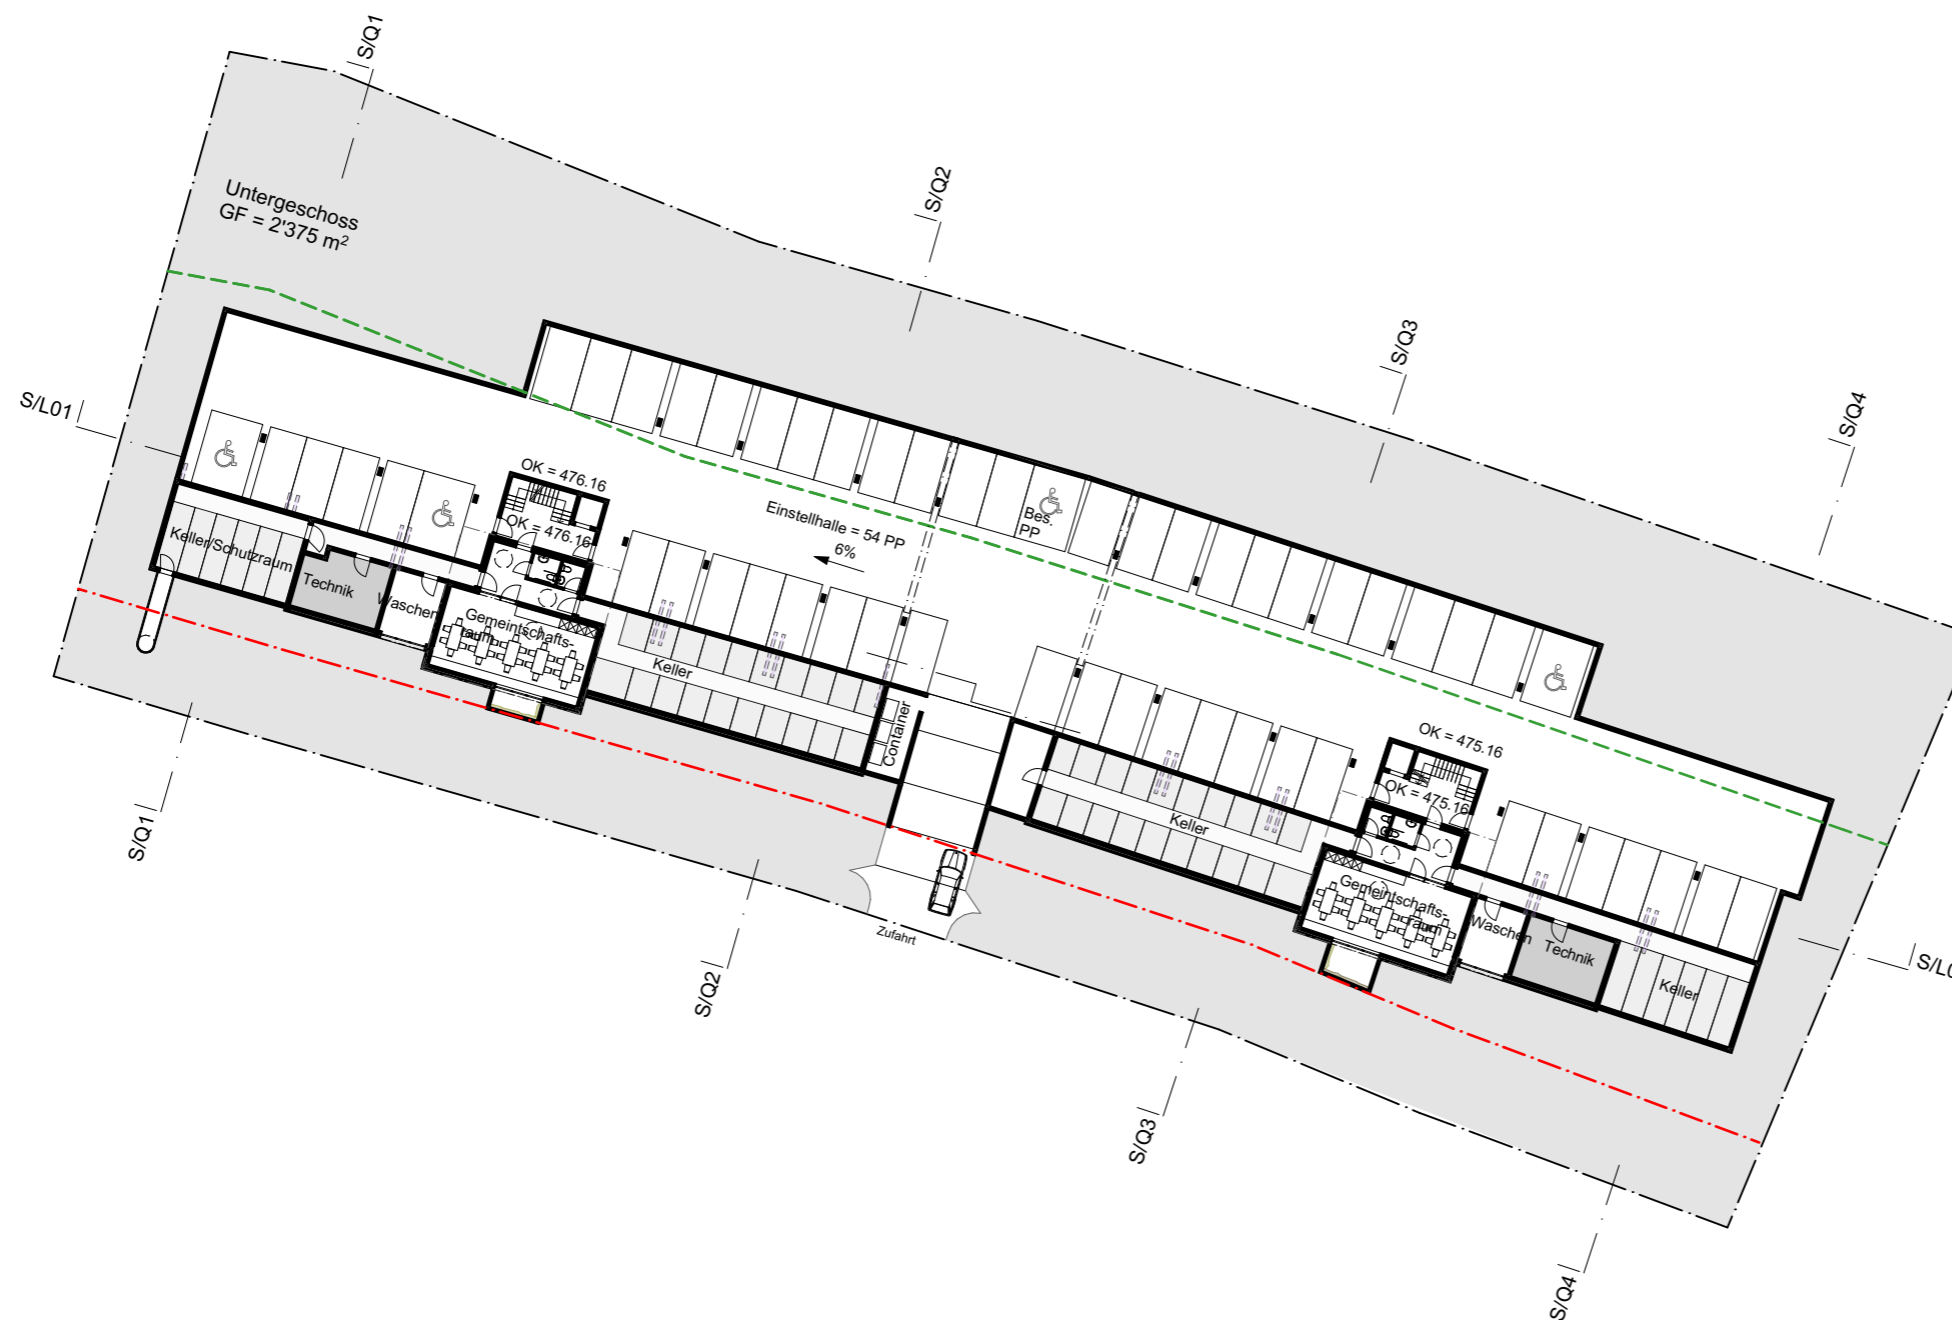 S/Q1
S/Q2
S/Q3
S/Q4
Untergeschoss
GF = 2'375 m²
S/L01
OK = 476.16
OK = 476.16
Einstellhalle = 54 PP
6%
Bes.
PP
Keller/Schutzraum
Technik
Waschen
Gemeintschafts-
raum
Keller
Container
OK = 475.16
OK = 475.16
Keller
Gemeintschafts-
raum
Waschen
Technik
Keller
Zufahrt
S/Q1
S/Q2
S/Q3
S/Q4